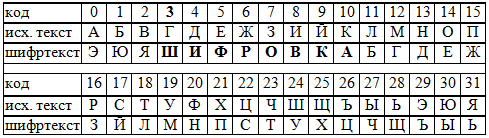 код 0 1 2 3 4 5 6 7 8 9 10 11 12 13 14 15
исх. текст А Б В Г Д Е Ж З И Й К Л М Н О П
шифртекст Э Ю Я Ш И Ф Р О В К А Б Г Д Е Ж
код 16 17 18 19 20 21 22 23 24 25 26 27 28 29 30 31
исх. текст Р С Т У Ф Х Ц Ч Ш Щ Ъ Ы Ь Э Ю Я
шифртекст З Й Л М Н П С Т У Х Ц Ч Щ Ъ Ы Ь